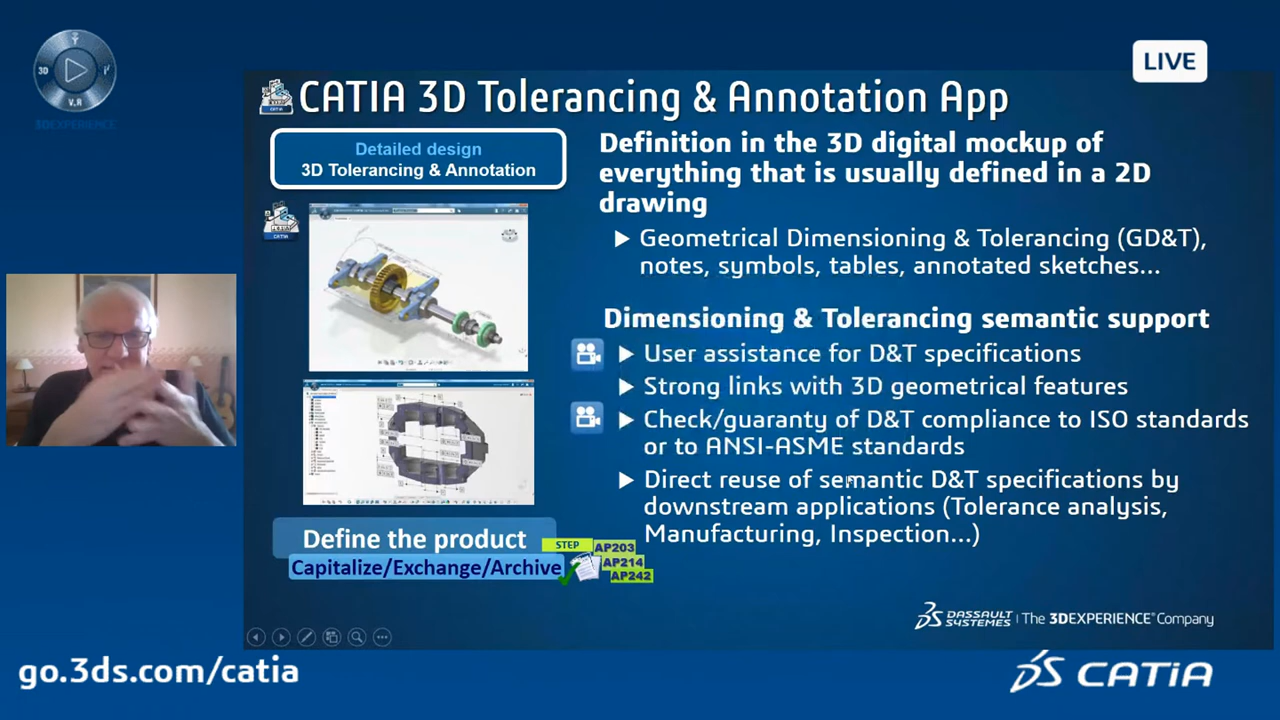 LIVE
3D
V,R
3DEXPERIENCE
CATIA 3D Tolerancing & Annotation App
CATIA
Detailed design
3D Tolerancing & Annotation
CATIA
Define the product
Capitalize/Exchange/Archive
STEP
AP203
AP214
AP242
Definition in the 3D digital mockup of
everything that is usually defined in a 2D
drawing
Geometrical Dimensioning & Tolerancing (GD&T),
notes, symbols, tables, annotated sketches...
Dimensioning & Tolerancing semantic support
User assistance for D&T specifications
Strong links with 3D geometrical features
Check/guaranty of D&T compliance to ISO standards
or to ANSI-ASME standards
Direct reuse of semantic D&T specifications by
downstream applications (Tolerance analysis,
Manufacturing, Inspection...)
DASSAULT
SYSTEMES
The 3DEXPERIENCE® Company
go.3ds.com/catia
CATIA